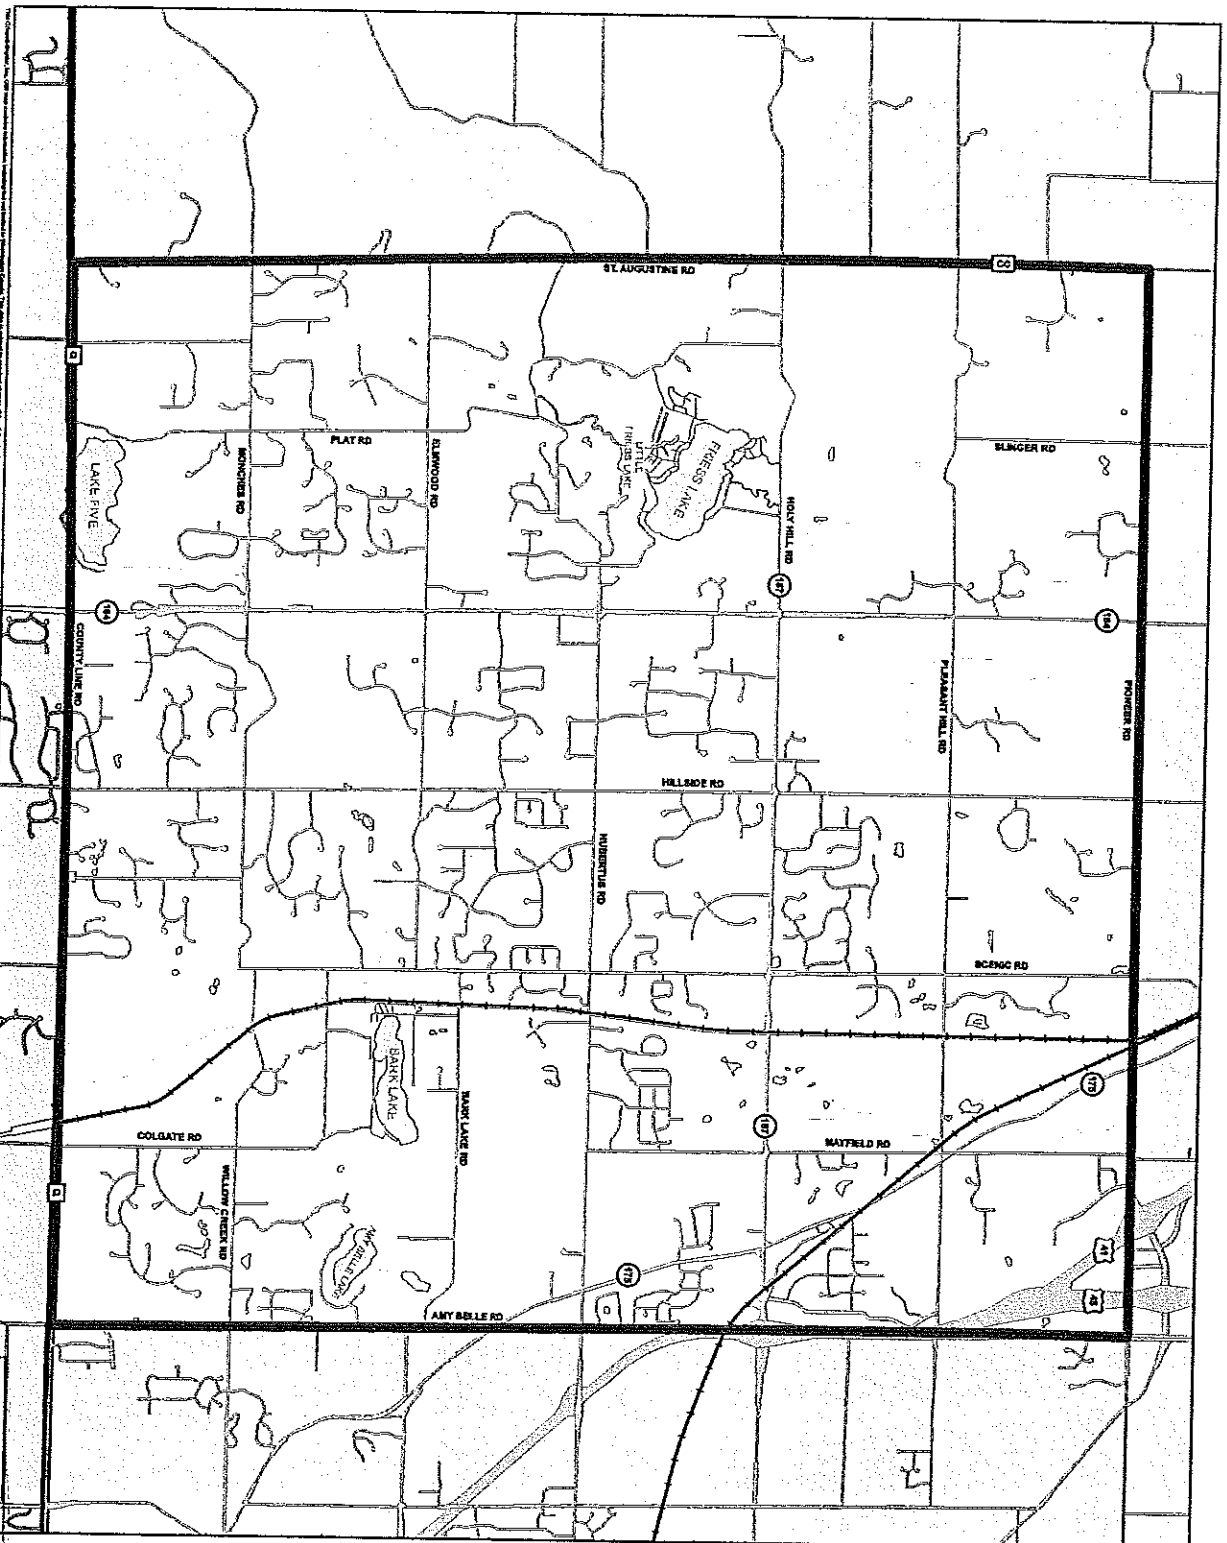 ST. AUGUSTINE RD
CC
Q
PLAT RD
MONCHES RD
ELMWOOD RD
LAKE FIVE
LITTLE
FRIESS LAKE
FRIESS LAKE
HOLY HILL RD
SLINGER RD
167
164
164
COUNTY LINE RD
PLEASANT HILL RD
PIONEER RD
HILLSIDE RD
HUBERTUS RD
SCENIC RD
BARK LAKE
BARK LAKE RD
175
167
COLGATE RD
MAYFIELD RD
Q
WILLOW CREEK RD
AMY BELLE LAKE
175
41
45
AMY BELLE RD